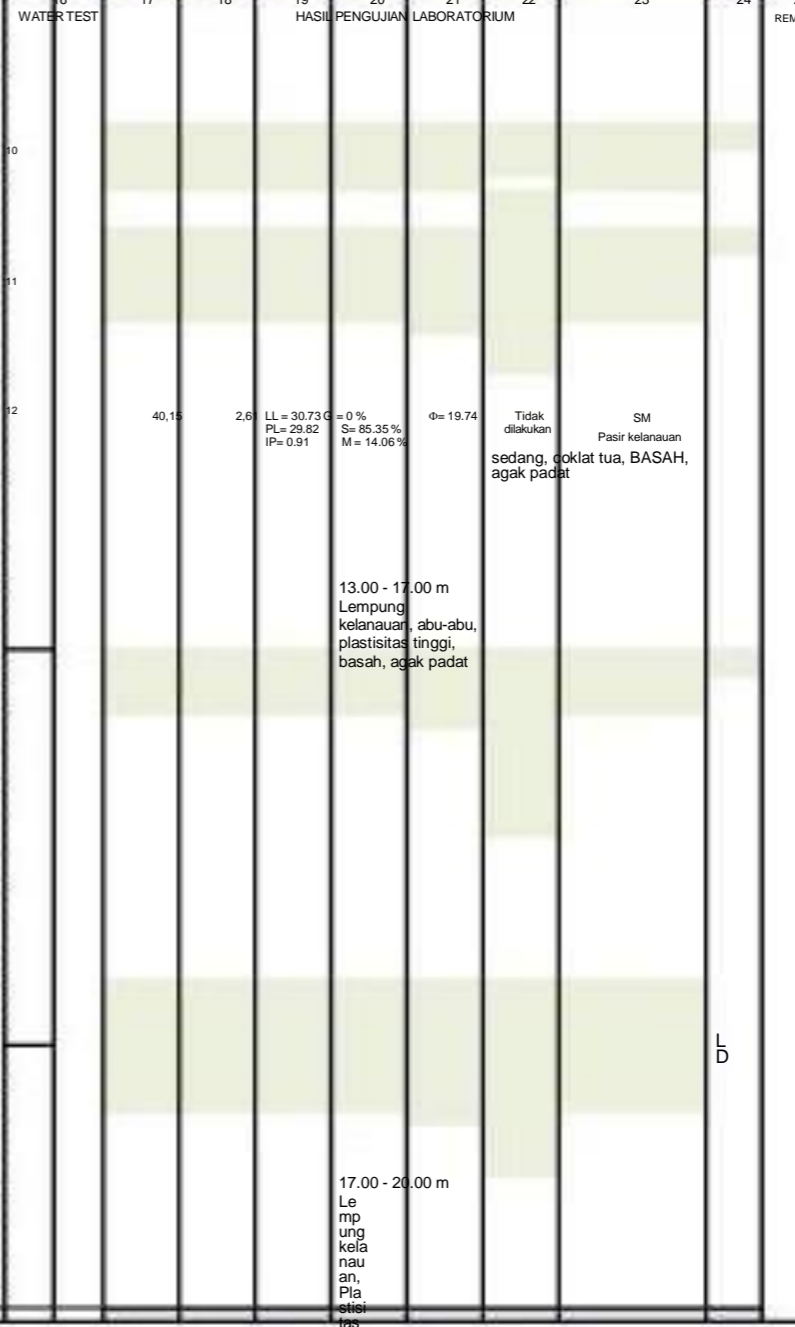 16 17 18 19 20 21 22 23 24
WATER TEST HASIL PENGUJIAN LABORATORIUM
10
11
12
40,15 2,61 LL = 30.73 G = 0 % Φ= 19.74 Tidak SM
PL= 29.82 S= 85.35 % dilakukan Pasir kelanauan
IP= 0.91 M = 14.06 %
sedang, coklat tua, BASAH,
agak padat
13.00 - 17.00 m
Lempung
kelanauan, abu-abu,
plastisitas tinggi,
basah, agak padat
L
D
17.00 - 20.00 m
Le
mp
ung
kela
nau
an,
Pla
stisi
tas